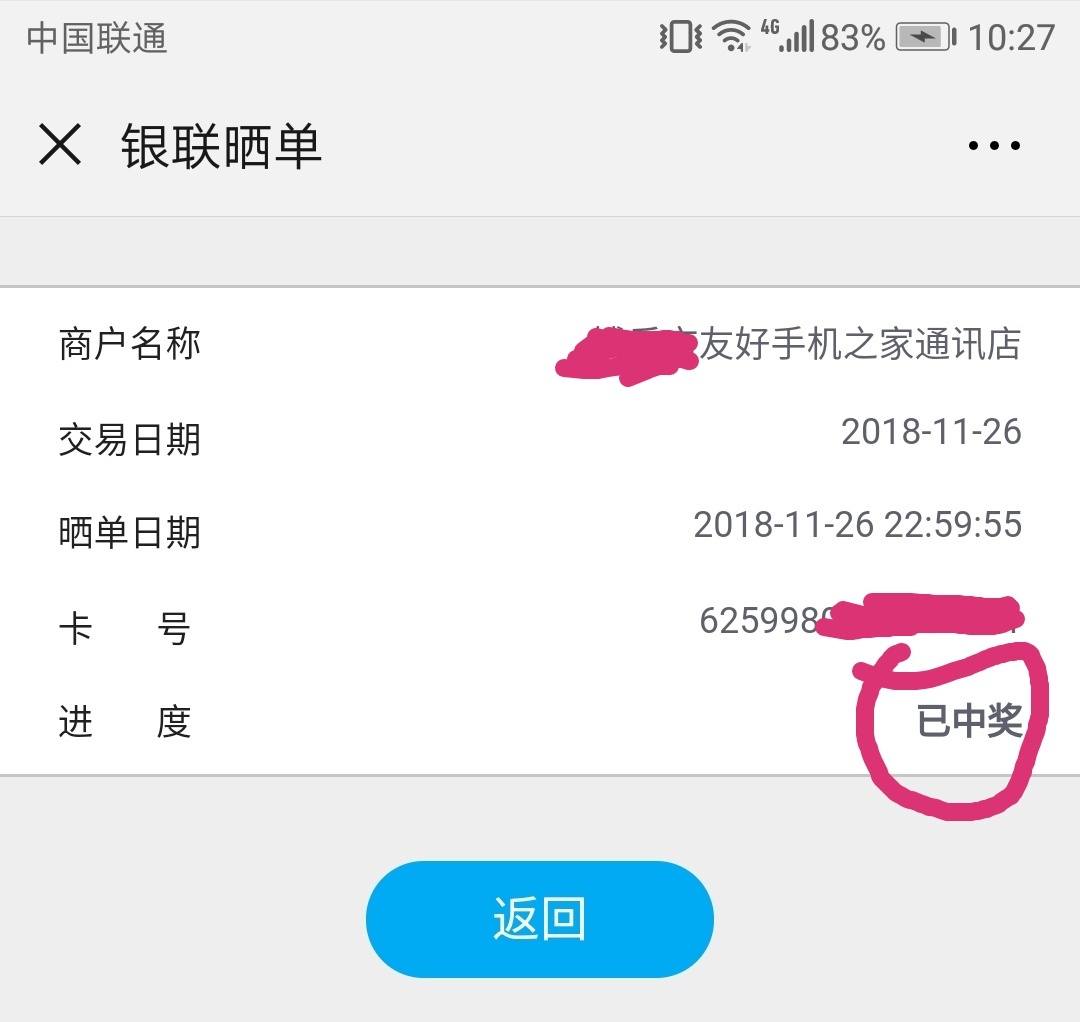 中国联通 4G 83% 10:27
银联晒单
商户名称 友好手机之家通讯店
交易日期 2018-11-26
晒单日期 2018-11-26 22:59:55
卡号 625998
进度 已中奖
返回